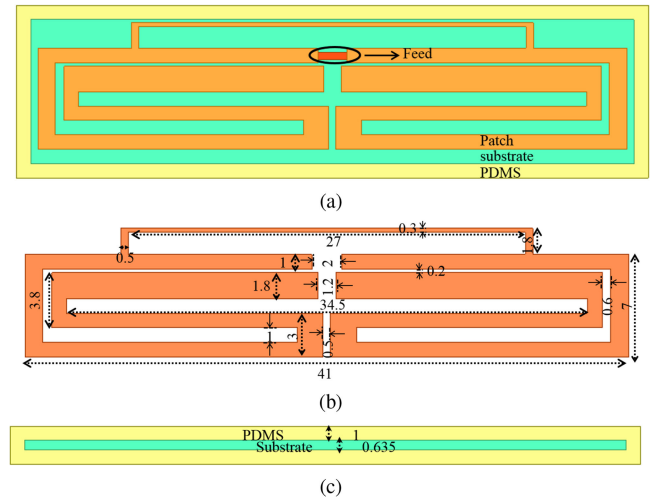 Feed
Patch
substrate
PDMS
(a)
0.3
27
1.8
0.5
1
2
0.2
1.8
1.2
3.8
34.5
0.6
7
1
3
0.5
41
(b)
PDMS
1
Substrate
0.635
(c)